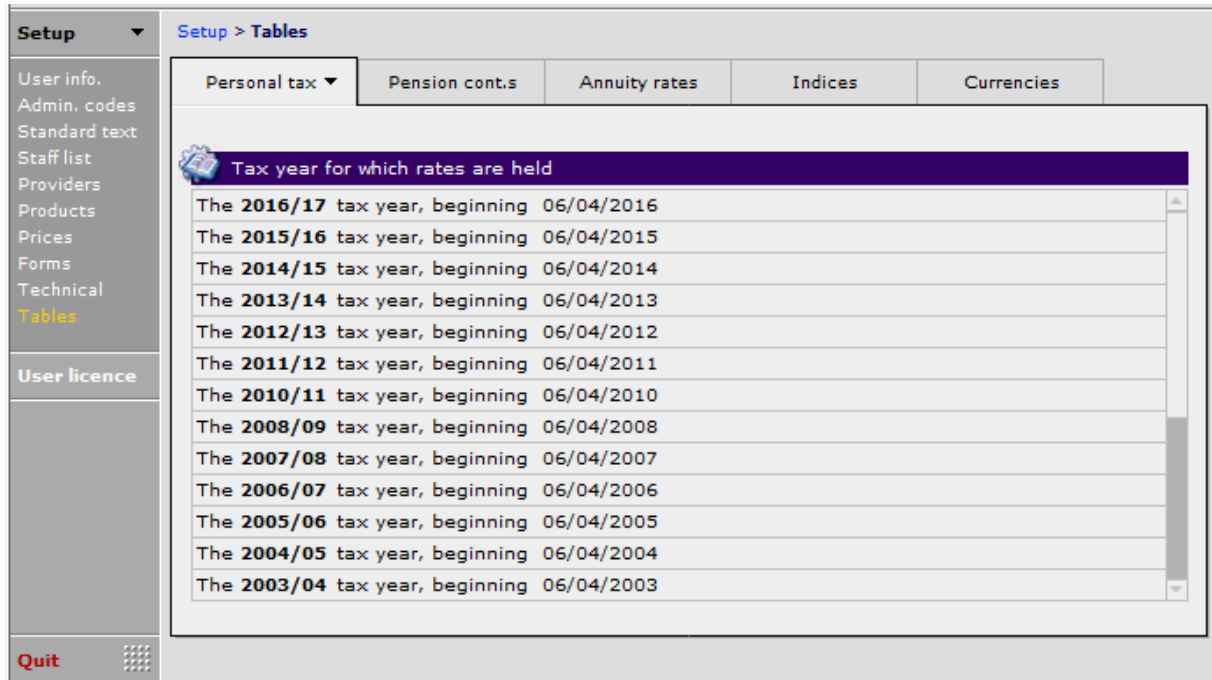 Setup
Setup > Tables
User info.
Admin. codes
Standard text
Staff list
Providers
Products
Prices
Forms
Technical
Tables
User licence
Quit
Personal tax
Pension cont.s
Annuity rates
Indices
Currencies
Tax year for which rates are held
The 2016/17 tax year, beginning 06/04/2016
The 2015/16 tax year, beginning 06/04/2015
The 2014/15 tax year, beginning 06/04/2014
The 2013/14 tax year, beginning 06/04/2013
The 2012/13 tax year, beginning 06/04/2012
The 2011/12 tax year, beginning 06/04/2011
The 2010/11 tax year, beginning 06/04/2010
The 2008/09 tax year, beginning 06/04/2008
The 2007/08 tax year, beginning 06/04/2007
The 2006/07 tax year, beginning 06/04/2006
The 2005/06 tax year, beginning 06/04/2005
The 2004/05 tax year, beginning 06/04/2004
The 2003/04 tax year, beginning 06/04/2003